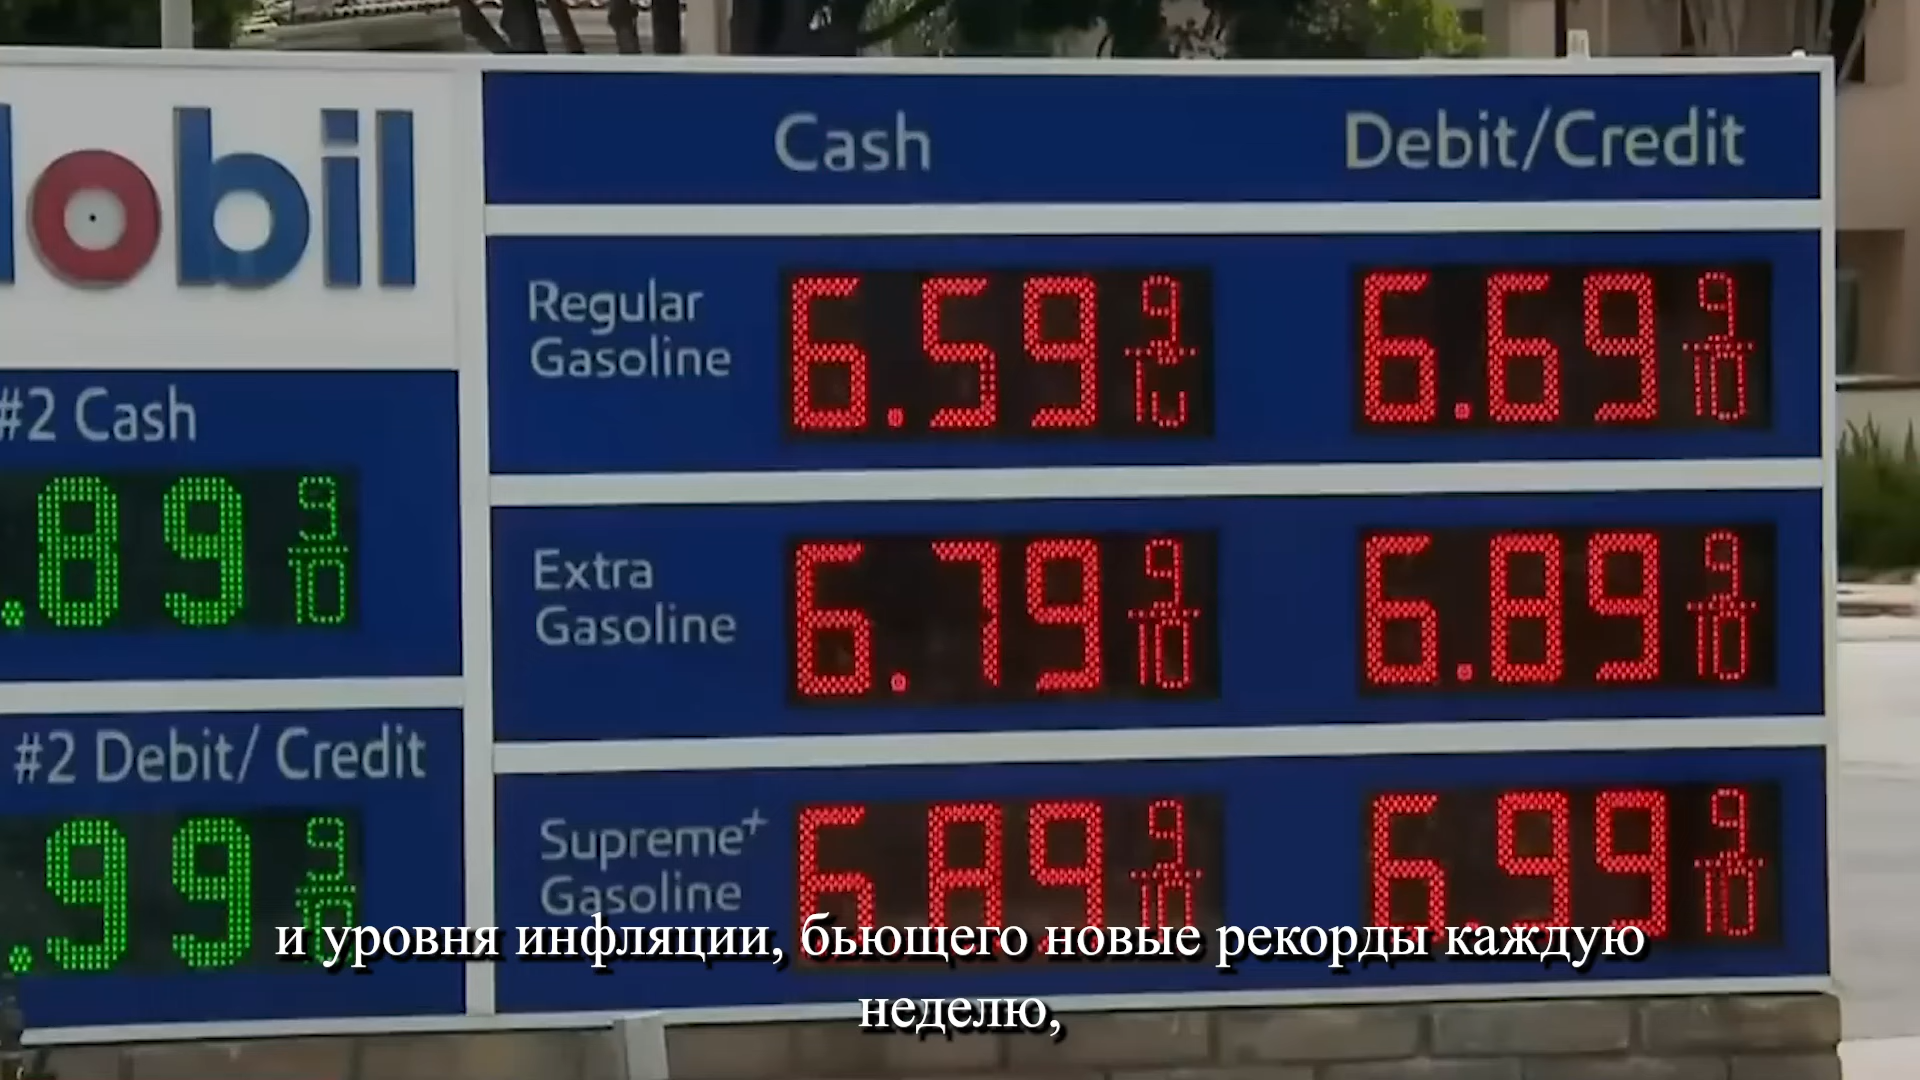 obil
Cash Debit/Credit
Regular
Gasoline
6.59 9/10 6.69 9/10
#2 Cash
.89 9/10
Extra
Gasoline
6.79 9/10 6.89 9/10
#2 Debit/ Credit
.99 9/10
Supreme+
Gasoline
6.89 9/10 6.99 9/10
и уровня инфляции, бьющего новые рекорды каждую
неделю,